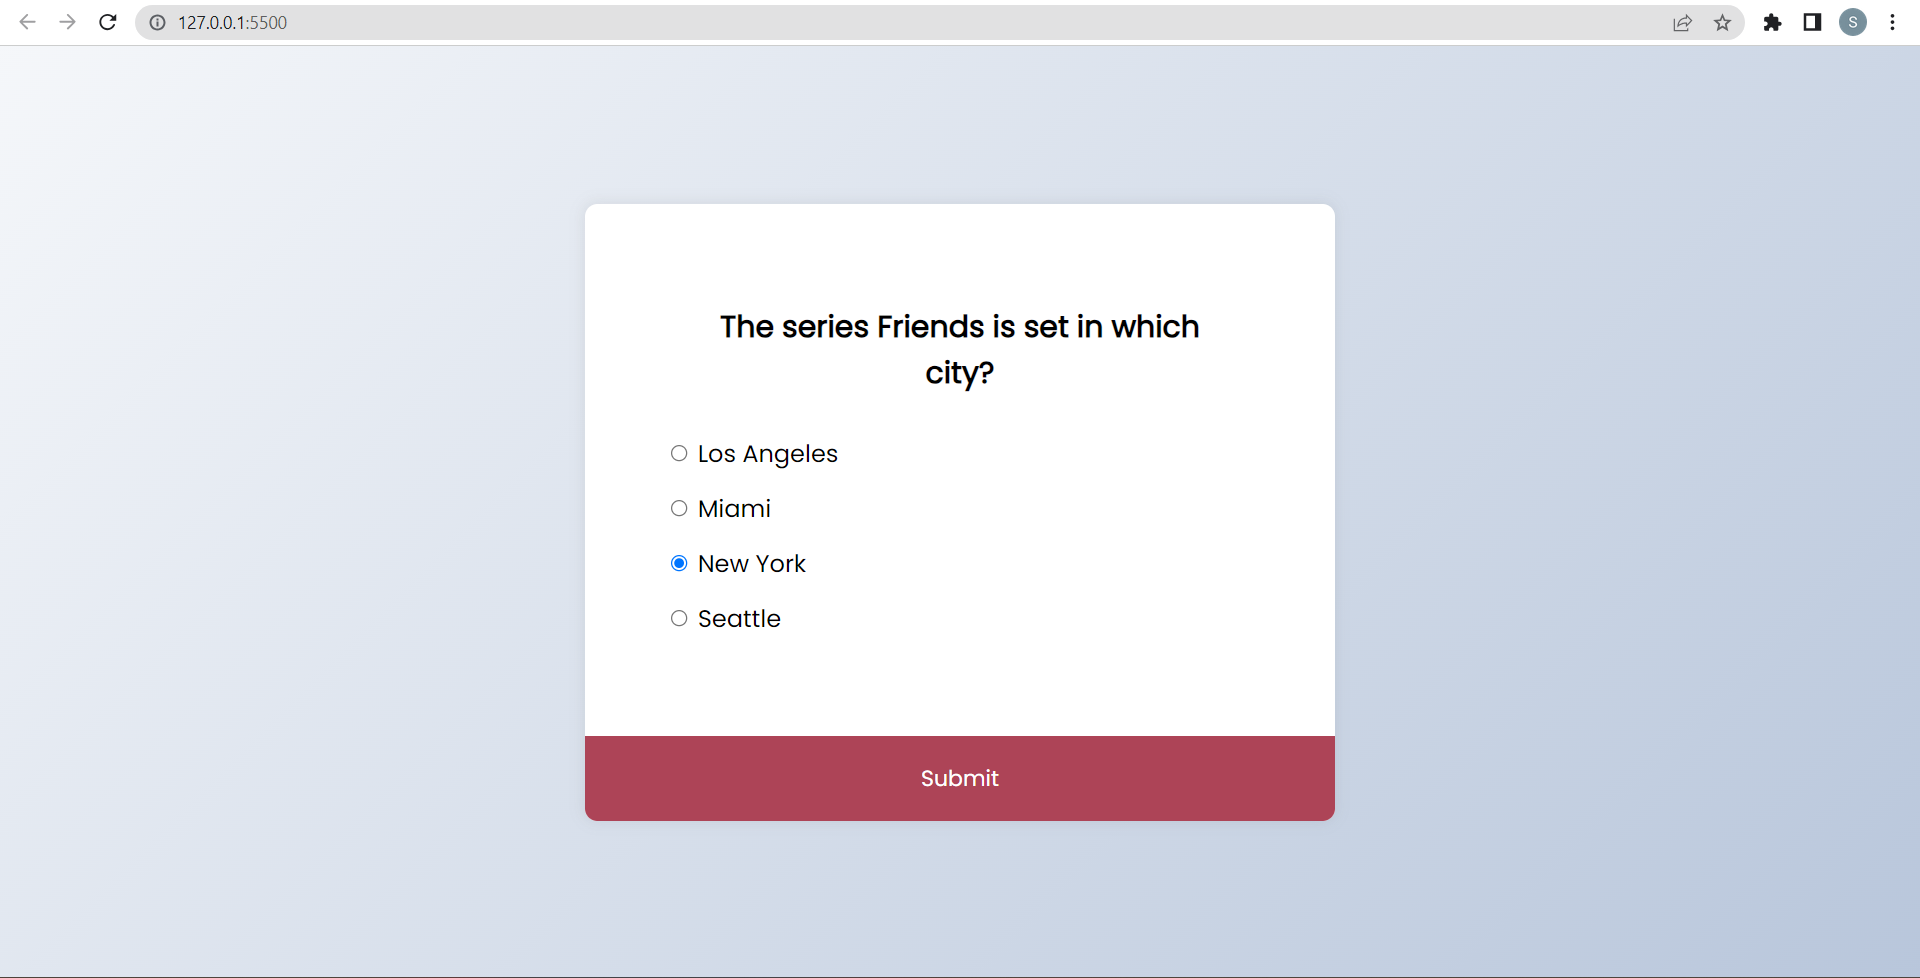 127.0.0.1:5500
S
The series Friends is set in which
city?
Los Angeles
Miami
New York
Seattle
Submit